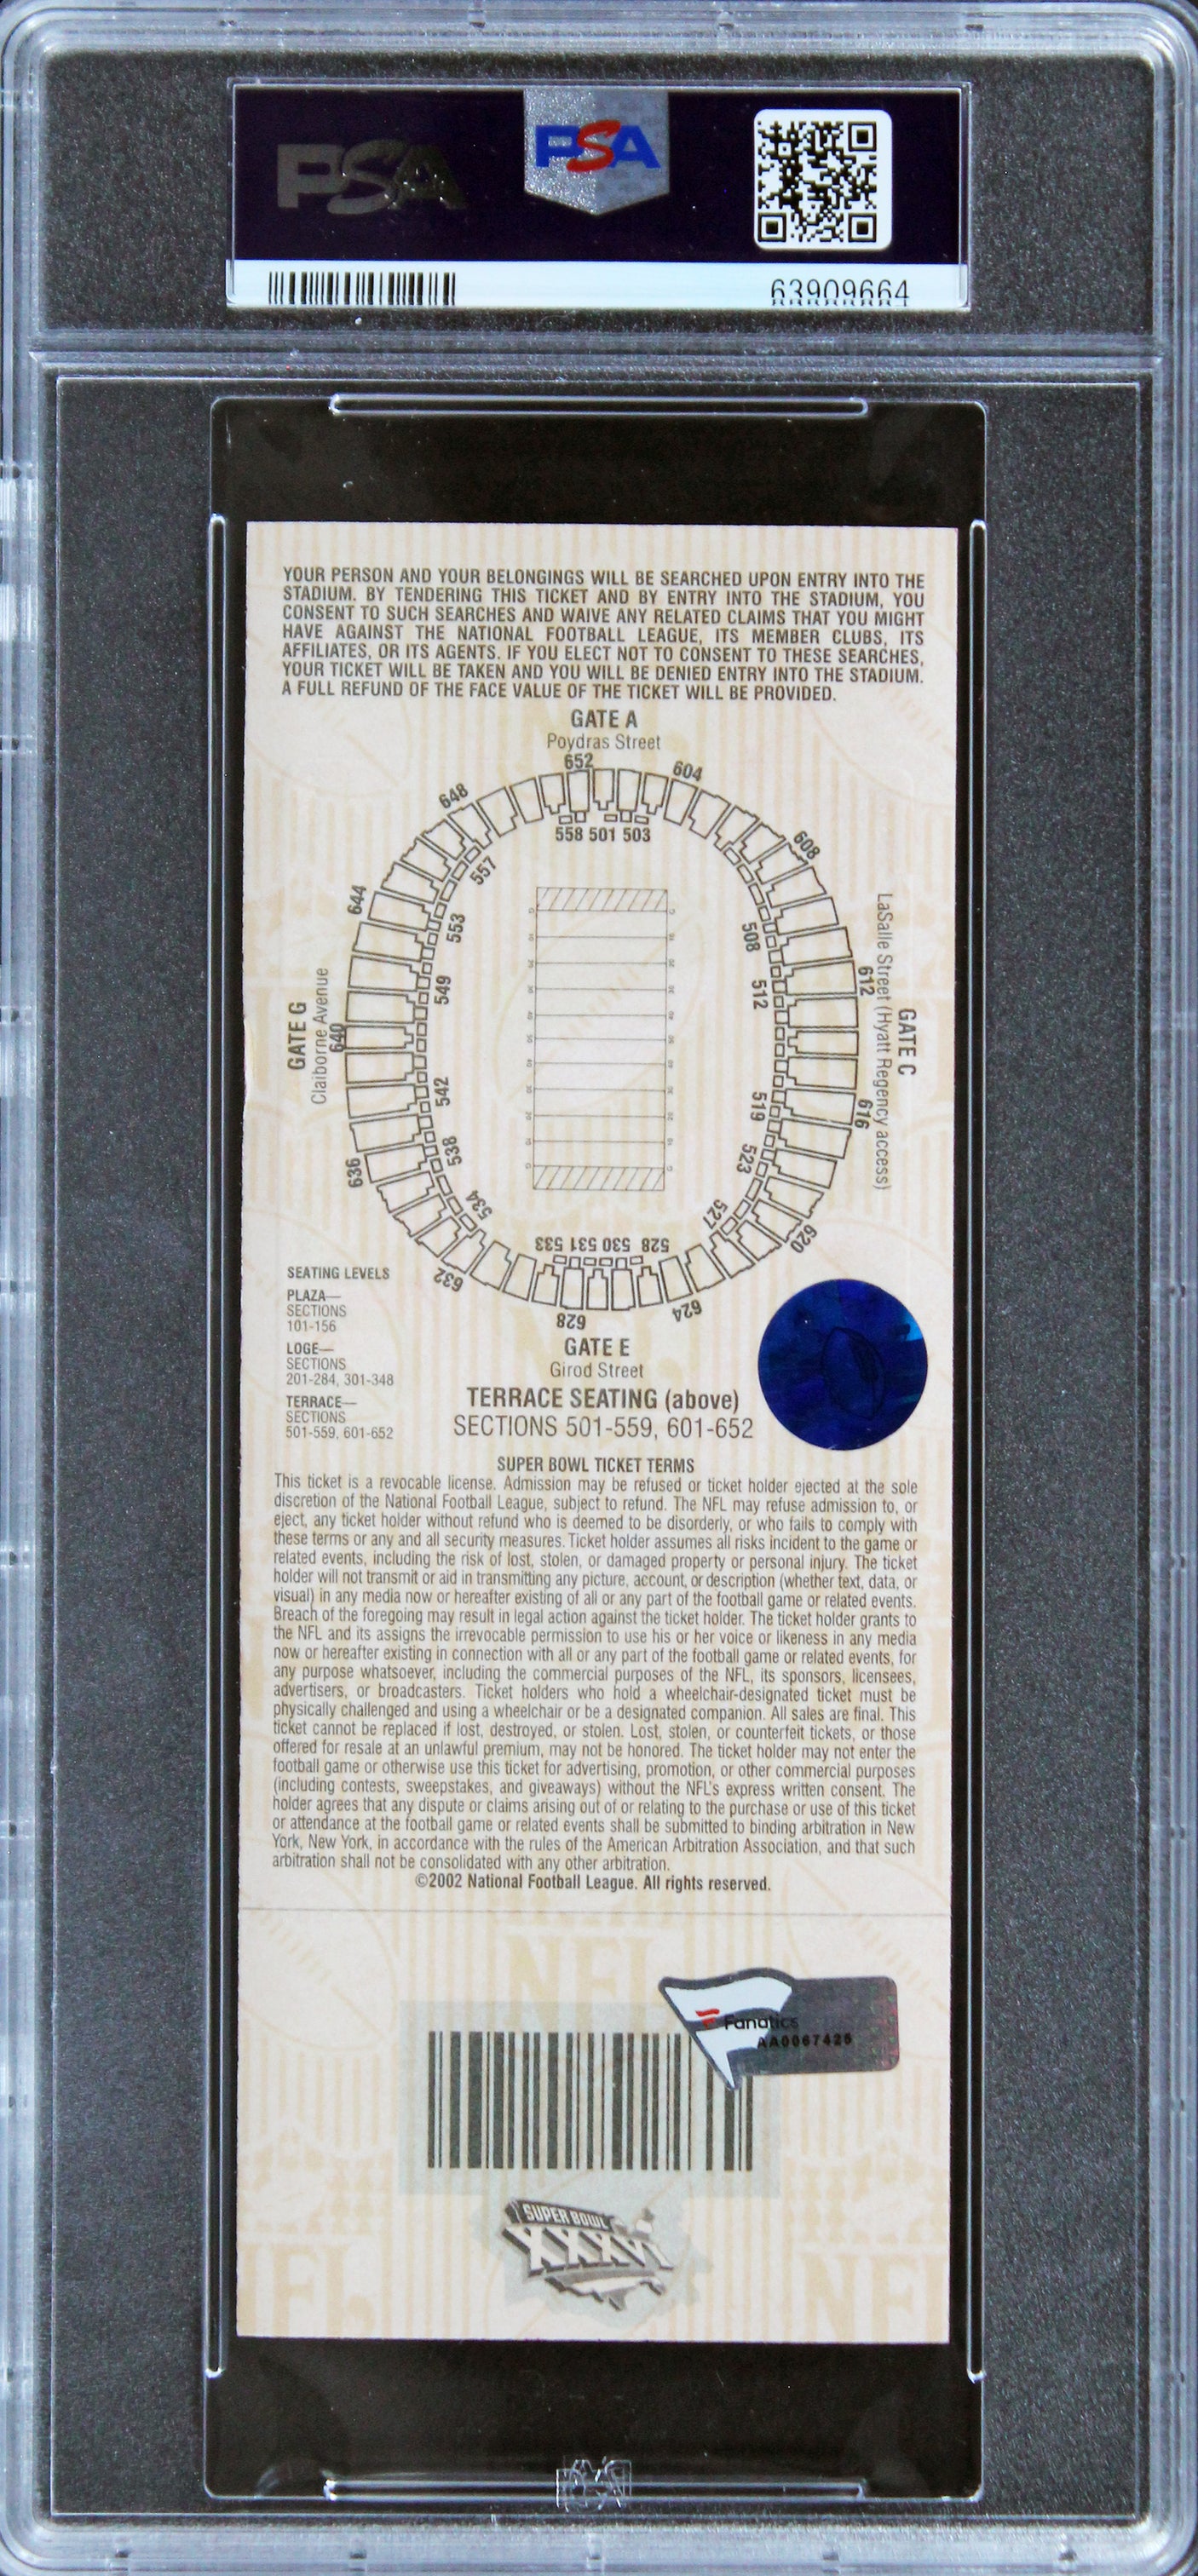 PSA
PSA
63909664
YOUR PERSON AND YOUR BELONGINGS WILL BE SEARCHED UPON ENTRY INTO THE
STADIUM. BY TENDERING THIS TICKET AND BY ENTRY INTO THE STADIUM, YOU
CONSENT TO SUCH SEARCHES AND WAIVE ANY RELATED CLAIMS THAT YOU MIGHT
HAVE AGAINST THE NATIONAL FOOTBALL LEAGUE, ITS MEMBER CLUBS, ITS
AFFILIATES, OR ITS AGENTS. IF YOU ELECT NOT TO CONSENT TO THESE SEARCHES,
YOUR TICKET WILL BE TAKEN AND YOU WILL BE DENIED ENTRY INTO THE STADIUM.
A FULL REFUND OF THE FACE VALUE OF THE TICKET WILL BE PROVIDED.
GATE A
Poydras Street
652
604
648
608
558 501 503
557
644
553
508
GATE C
LaSalle Street (Hyatt Regency access)
612
549
512
GATE G
Claiborne Avenue
640
542
519
616
538
523
636
534
527
620
533 531 530 528
632
628
624
GATE E
Girod Street
SEATING LEVELS
PLAZA—
SECTIONS
101-156
LOGE—
SECTIONS
201-284, 301-348
TERRACE—
SECTIONS
501-559, 601-652
TERRACE SEATING (above)
SECTIONS 501-559, 601-652
SUPER BOWL TICKET TERMS
This ticket is a revocable license. Admission may be refused or ticket holder ejected at the sole
discretion of the National Football League, subject to refund. The NFL may refuse admission to, or
eject, any ticket holder without refund who is deemed to be disorderly, or who fails to comply with
these terms or any and all security measures. Ticket holder assumes all risks incident to the game or
related events, including the risk of lost, stolen, or damaged property or personal injury. The ticket
holder will not transmit or aid in transmitting any picture, account, or description (whether text, data, or
visual) in any media now or hereafter existing of all or any part of the football game or related events.
Breach of the foregoing may result in legal action against the ticket holder. The ticket holder grants to
the NFL and its assigns the irrevocable permission to use his or her voice or likeness in any media
now or hereafter existing in connection with all or any part of the football game or related events, for
any purpose whatsoever, including the commercial purposes of the NFL, its sponsors, licensees,
advertisers, or broadcasters. Ticket holders who hold a wheelchair-designated ticket must be
physically challenged and using a wheelchair or be a designated companion. All sales are final. This
ticket cannot be replaced if lost, destroyed, or stolen. Lost, stolen, or counterfeit tickets, or those
offered for resale at an unlawful premium, may not be honored. The ticket holder may not enter the
football game or otherwise use this ticket for advertising, promotion, or other commercial purposes
(including contests, sweepstakes, and giveaways) without the NFL's express written consent. The
holder agrees that any dispute or claims arising out of or relating to the purchase or use of this ticket
or attendance at the football game or related events shall be submitted to binding arbitration in New
York, New York, in accordance with the rules of the American Arbitration Association, and that such
arbitration shall not be consolidated with any other arbitration.
©2002 National Football League. All rights reserved.
NFL
Fanatics
AA0067426
SUPER BOWL
XXXVI
NFL
NF